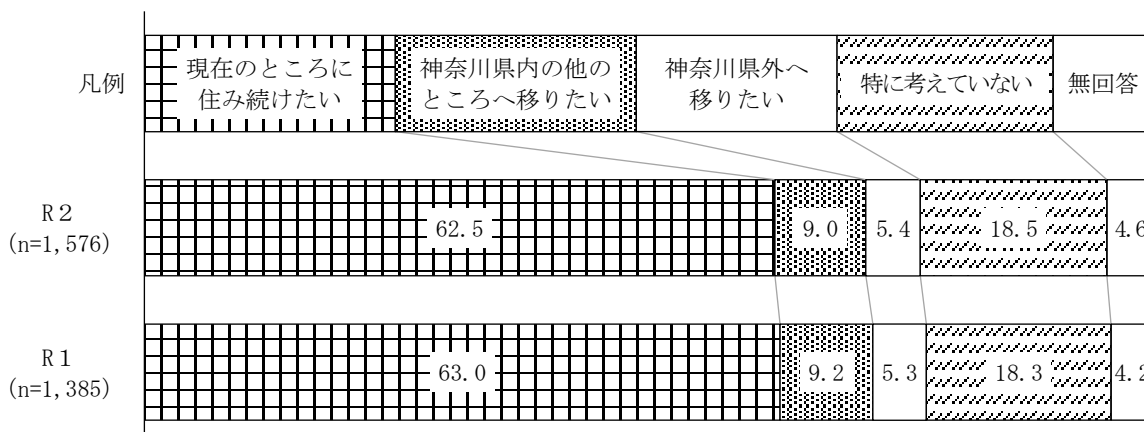 凡例
現在のところに
住み続けたい
神奈川県内の他の
ところへ移りたい
神奈川県外へ
移りたい
特に考えていない
無回答
R２
(n=1,576)
62.5
9.0
5.4
18.5
4.6
R１
(n=1,385)
63.0
9.2
5.3
18.3
4.2